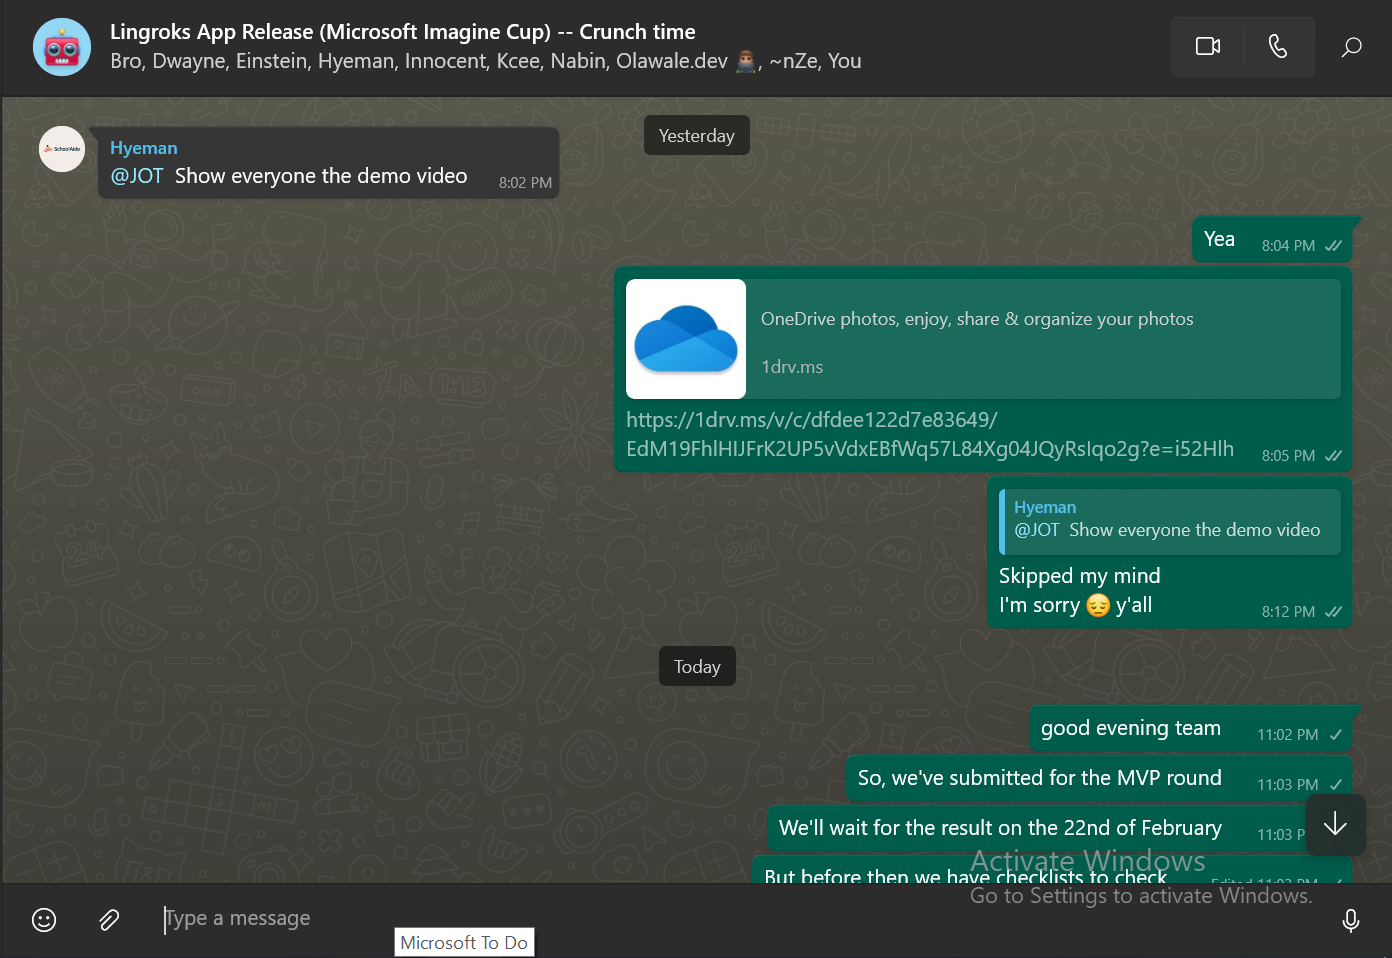 Lingroks App Release (Microsoft Imagine Cup) -- Crunch time
Bro, Dwayne, Einstein, Hyeman, Innocent, Kcee, Nabin, Olawale.dev 👨🏾‍💻, ~nZe, You
Yesterday
SchoolAide
Hyeman
@JOT Show everyone the demo video
8:02 PM
Yea
8:04 PM
OneDrive photos, enjoy, share & organize your photos
1drv.ms
https://1drv.ms/v/c/dfdee122d7e83649/
EdM19FhlHIJFrK2UP5vVdxEBfWq57L84Xg04JQyRsIqo2g?e=i52Hlh
8:05 PM
Hyeman
@JOT Show everyone the demo video
Skipped my mind
I'm sorry 😔 y'all
8:12 PM
Today
good evening team
11:02 PM
So, we've submitted for the MVP round
11:03 PM
We'll wait for the result on the 22nd of February
11:03 P
But before then we have checklists to check
Edited 11:03 PM
Activate Windows
Go to Settings to activate Windows.
Type a message
Microsoft To Do